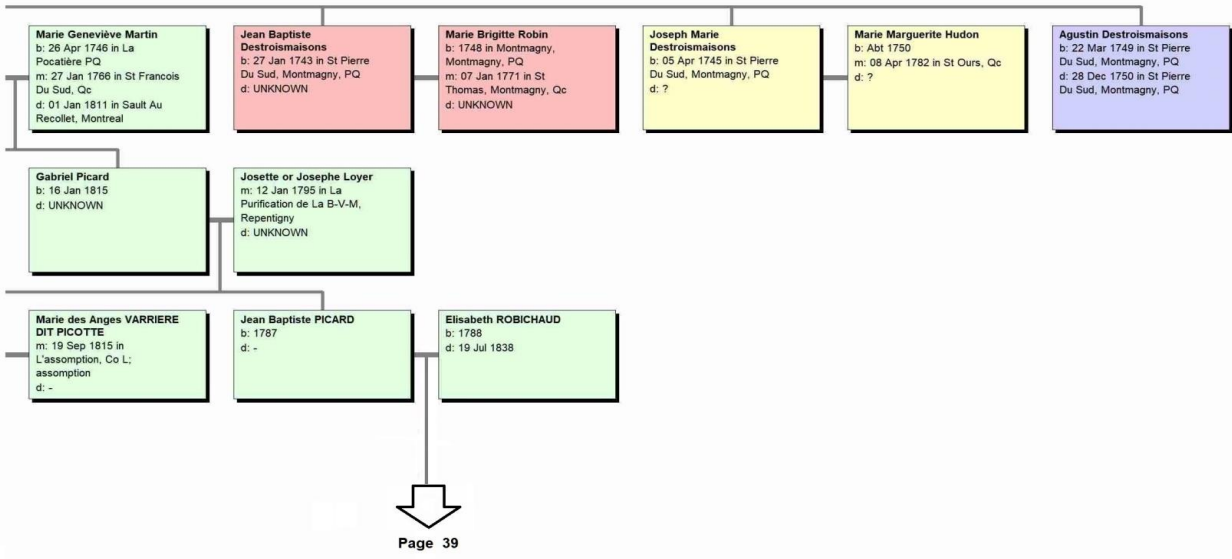 Marie Geneviève Martin
b: 26 Apr 1746 in La
Pocatière PQ
m: 27 Jan 1766 in St Francois
Du Sud, Qc
d: 01 Jan 1811 in Sault Au
Recollet, Montreal
Jean Baptiste
Destroismaisons
b: 27 Jan 1743 in St Pierre
Du Sud, Montmagny, PQ
d: UNKNOWN
Marie Brigitte Robin
b: 1748 in Montmagny,
Montmagny, PQ
m: 07 Jan 1771 in St
Thomas, Montmagny, Qc
d: UNKNOWN
Joseph Marie
Destroismaisons
b: 05 Apr 1745 in St Pierre
Du Sud, Montmagny, PQ
d: ?
Marie Marguerite Hudon
b: Abt 1750
m: 08 Apr 1782 in St Ours, Qc
d: ?
Agustin Destroismaisons
b: 22 Mar 1749 in St Pierre
Du Sud, Montmagny, PQ
d: 28 Dec 1750 in St Pierre
Du Sud, Montmagny, PQ
Gabriel Picard
b: 16 Jan 1815
d: UNKNOWN
Josette or Josephe Loyer
m: 12 Jan 1795 in La
Purification de La B-V-M,
Repentigny
d: UNKNOWN
Marie des Anges VARRIERE
DIT PICOTTE
m: 19 Sep 1815 in
L'assomption, Co L;
assomption
d: -
Jean Baptiste PICARD
b: 1787
d: -
Elisabeth ROBICHAUD
b: 1788
d: 19 Jul 1838
Page 39